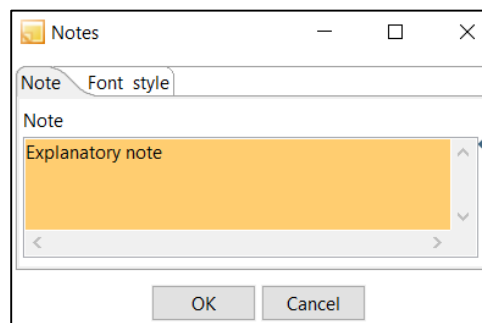 Notes
Note Font style
Note
Explanatory note
OK Cancel